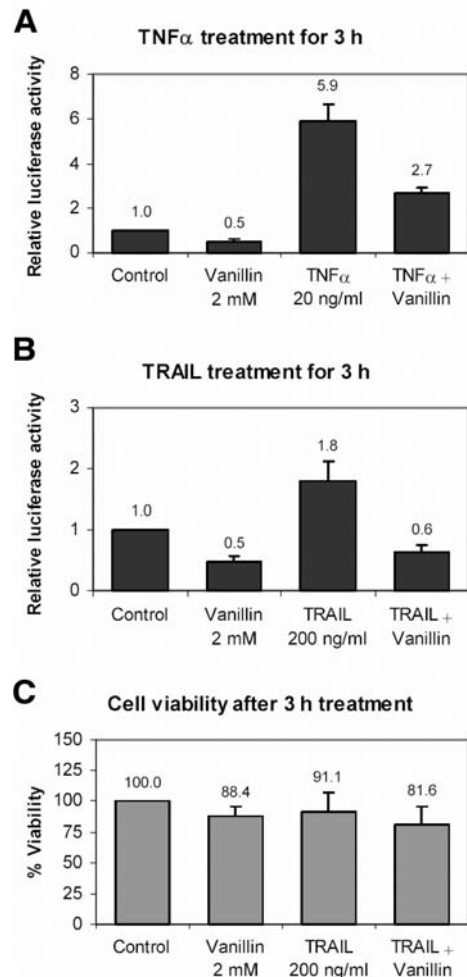 A
TNFα treatment for 3 h
Relative luciferase activity
8
6
4
2
0
1.0
0.5
5.9
2.7
Control
Vanillin
2 mM
TNFα
20 ng/ml
TNFα +
Vanillin
B
TRAIL treatment for 3 h
Relative luciferase activity
3
2
1
0
1.0
0.5
1.8
0.6
Control
Vanillin
2 mM
TRAIL
200 ng/ml
TRAIL +
Vanillin
C
Cell viability after 3 h treatment
% Viability
150
125
100
75
50
25
0
100.0
88.4
91.1
81.6
Control
Vanillin
2 mM
TRAIL
200 ng/ml
TRAIL +
Vanillin